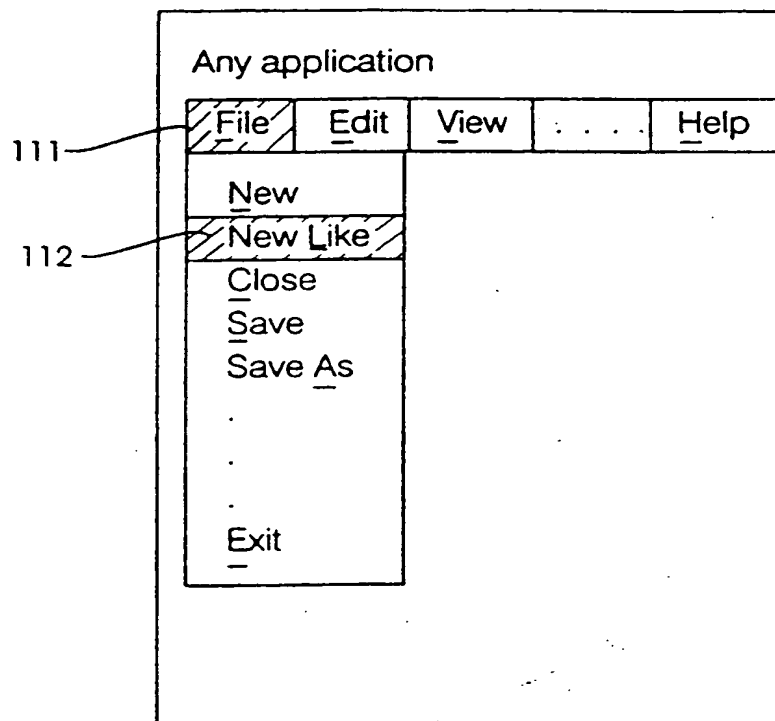 Any application
111 File Edit View . . . . Help
New
112 New Like
Close
Save
Save As
.
.
.
Exit